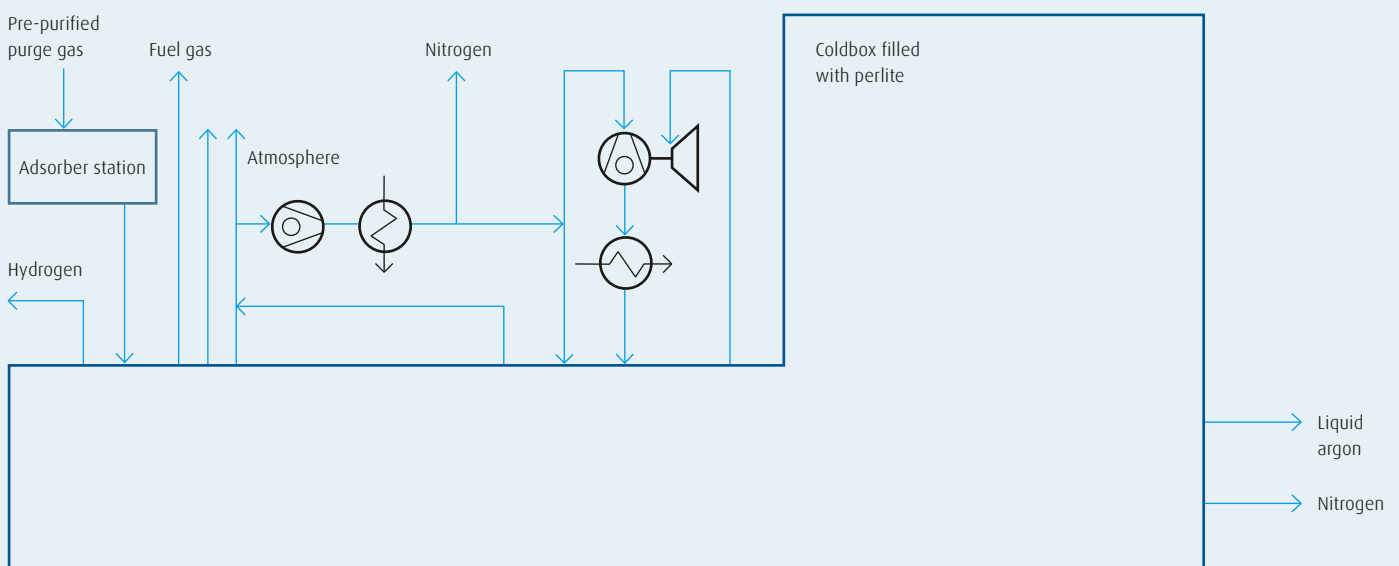 Pre-purified
purge gas
Fuel gas
Nitrogen
Coldbox filled
with perlite
Adsorber station
Atmosphere
Hydrogen
Liquid
argon
Nitrogen